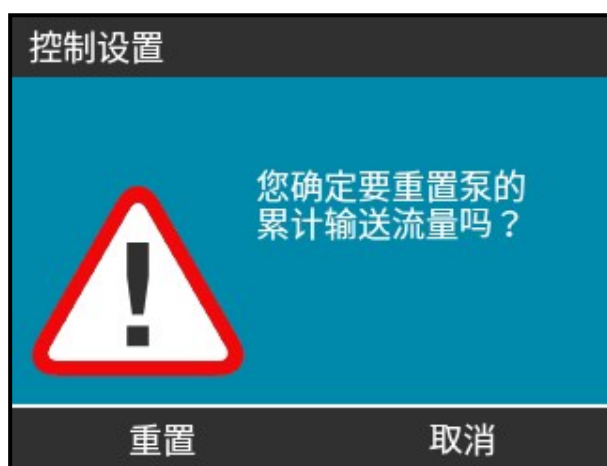 控制设置
您确定要重置泵的
累计输送流量吗？
重置
取消